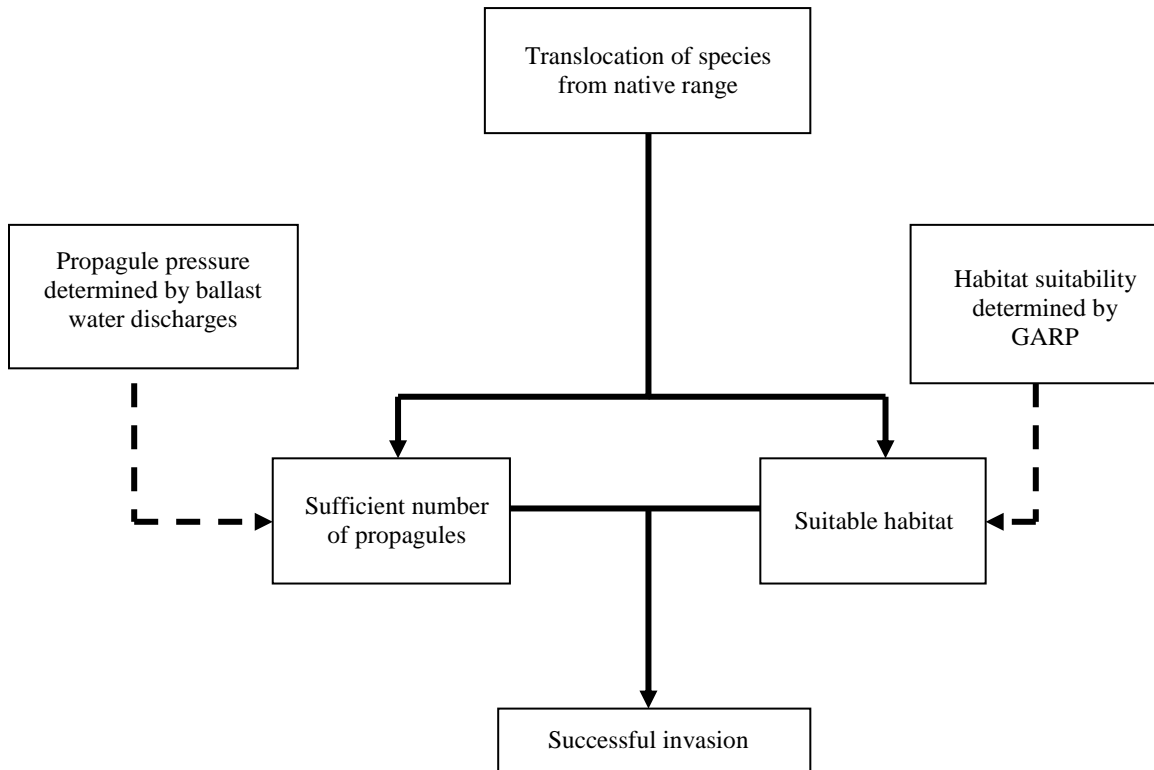 Translocation of species
from native range
Propagule pressure
determined by ballast
water discharges
Habitat suitability
determined by
GARP
Sufficient number
of propagules
Suitable habitat
Successful invasion